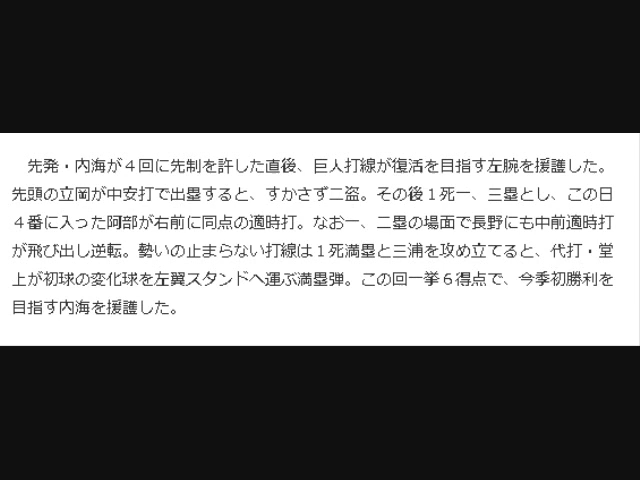 先発・内海が４回に先制を許した直後、巨人打線が復活を目指す左腕を援護した。
先頭の立岡が中安打で出塁すると、すかさず二盗。その後１死一、三塁とし、この日
４番に入った阿部が右前に同点の適時打。なお一、二塁の場面で長野にも中前適時打
が飛び出し逆転。勢いの止まらない打線は１死満塁と三浦を攻め立てると、代打・堂
上が初球の変化球を左翼スタンドへ運ぶ満塁弾。この回一挙６得点で、今季初勝利を
目指す内海を援護した。